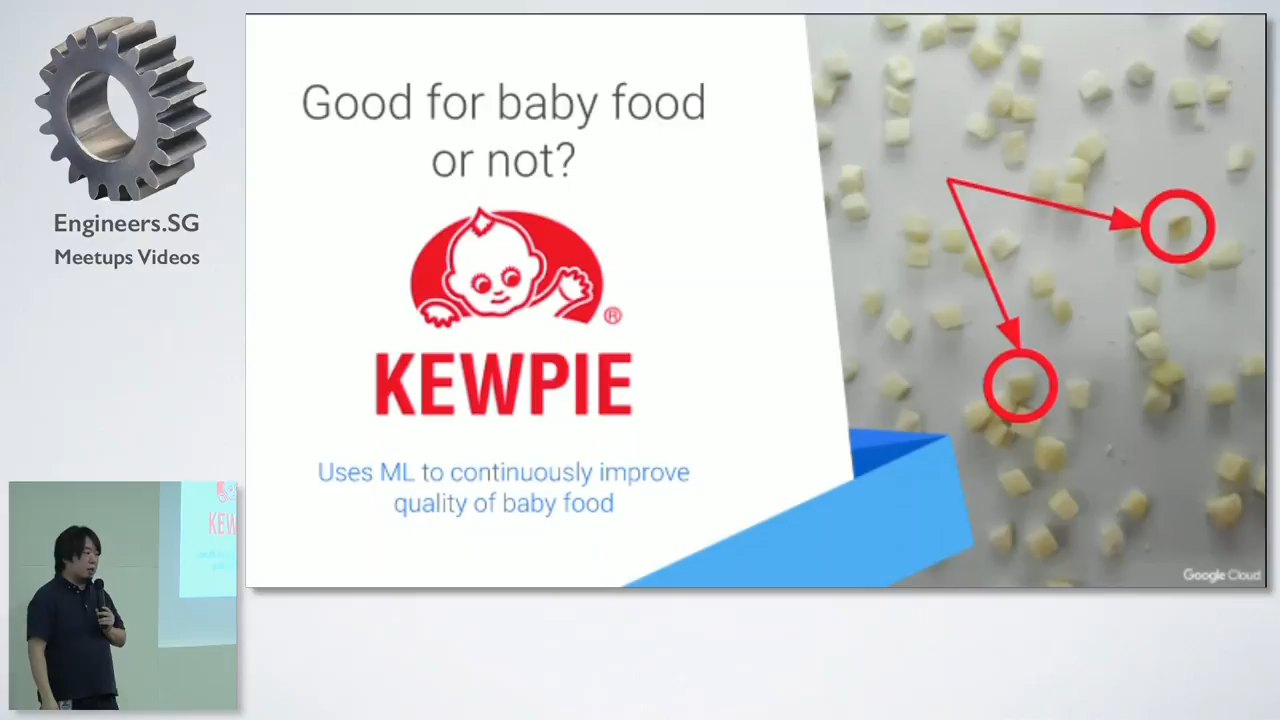 Engineers.SG
Meetups Videos
Good for baby food
or not?
®
KEWPIE
Uses ML to continuously improve
quality of baby food
Google Cloud
KEW